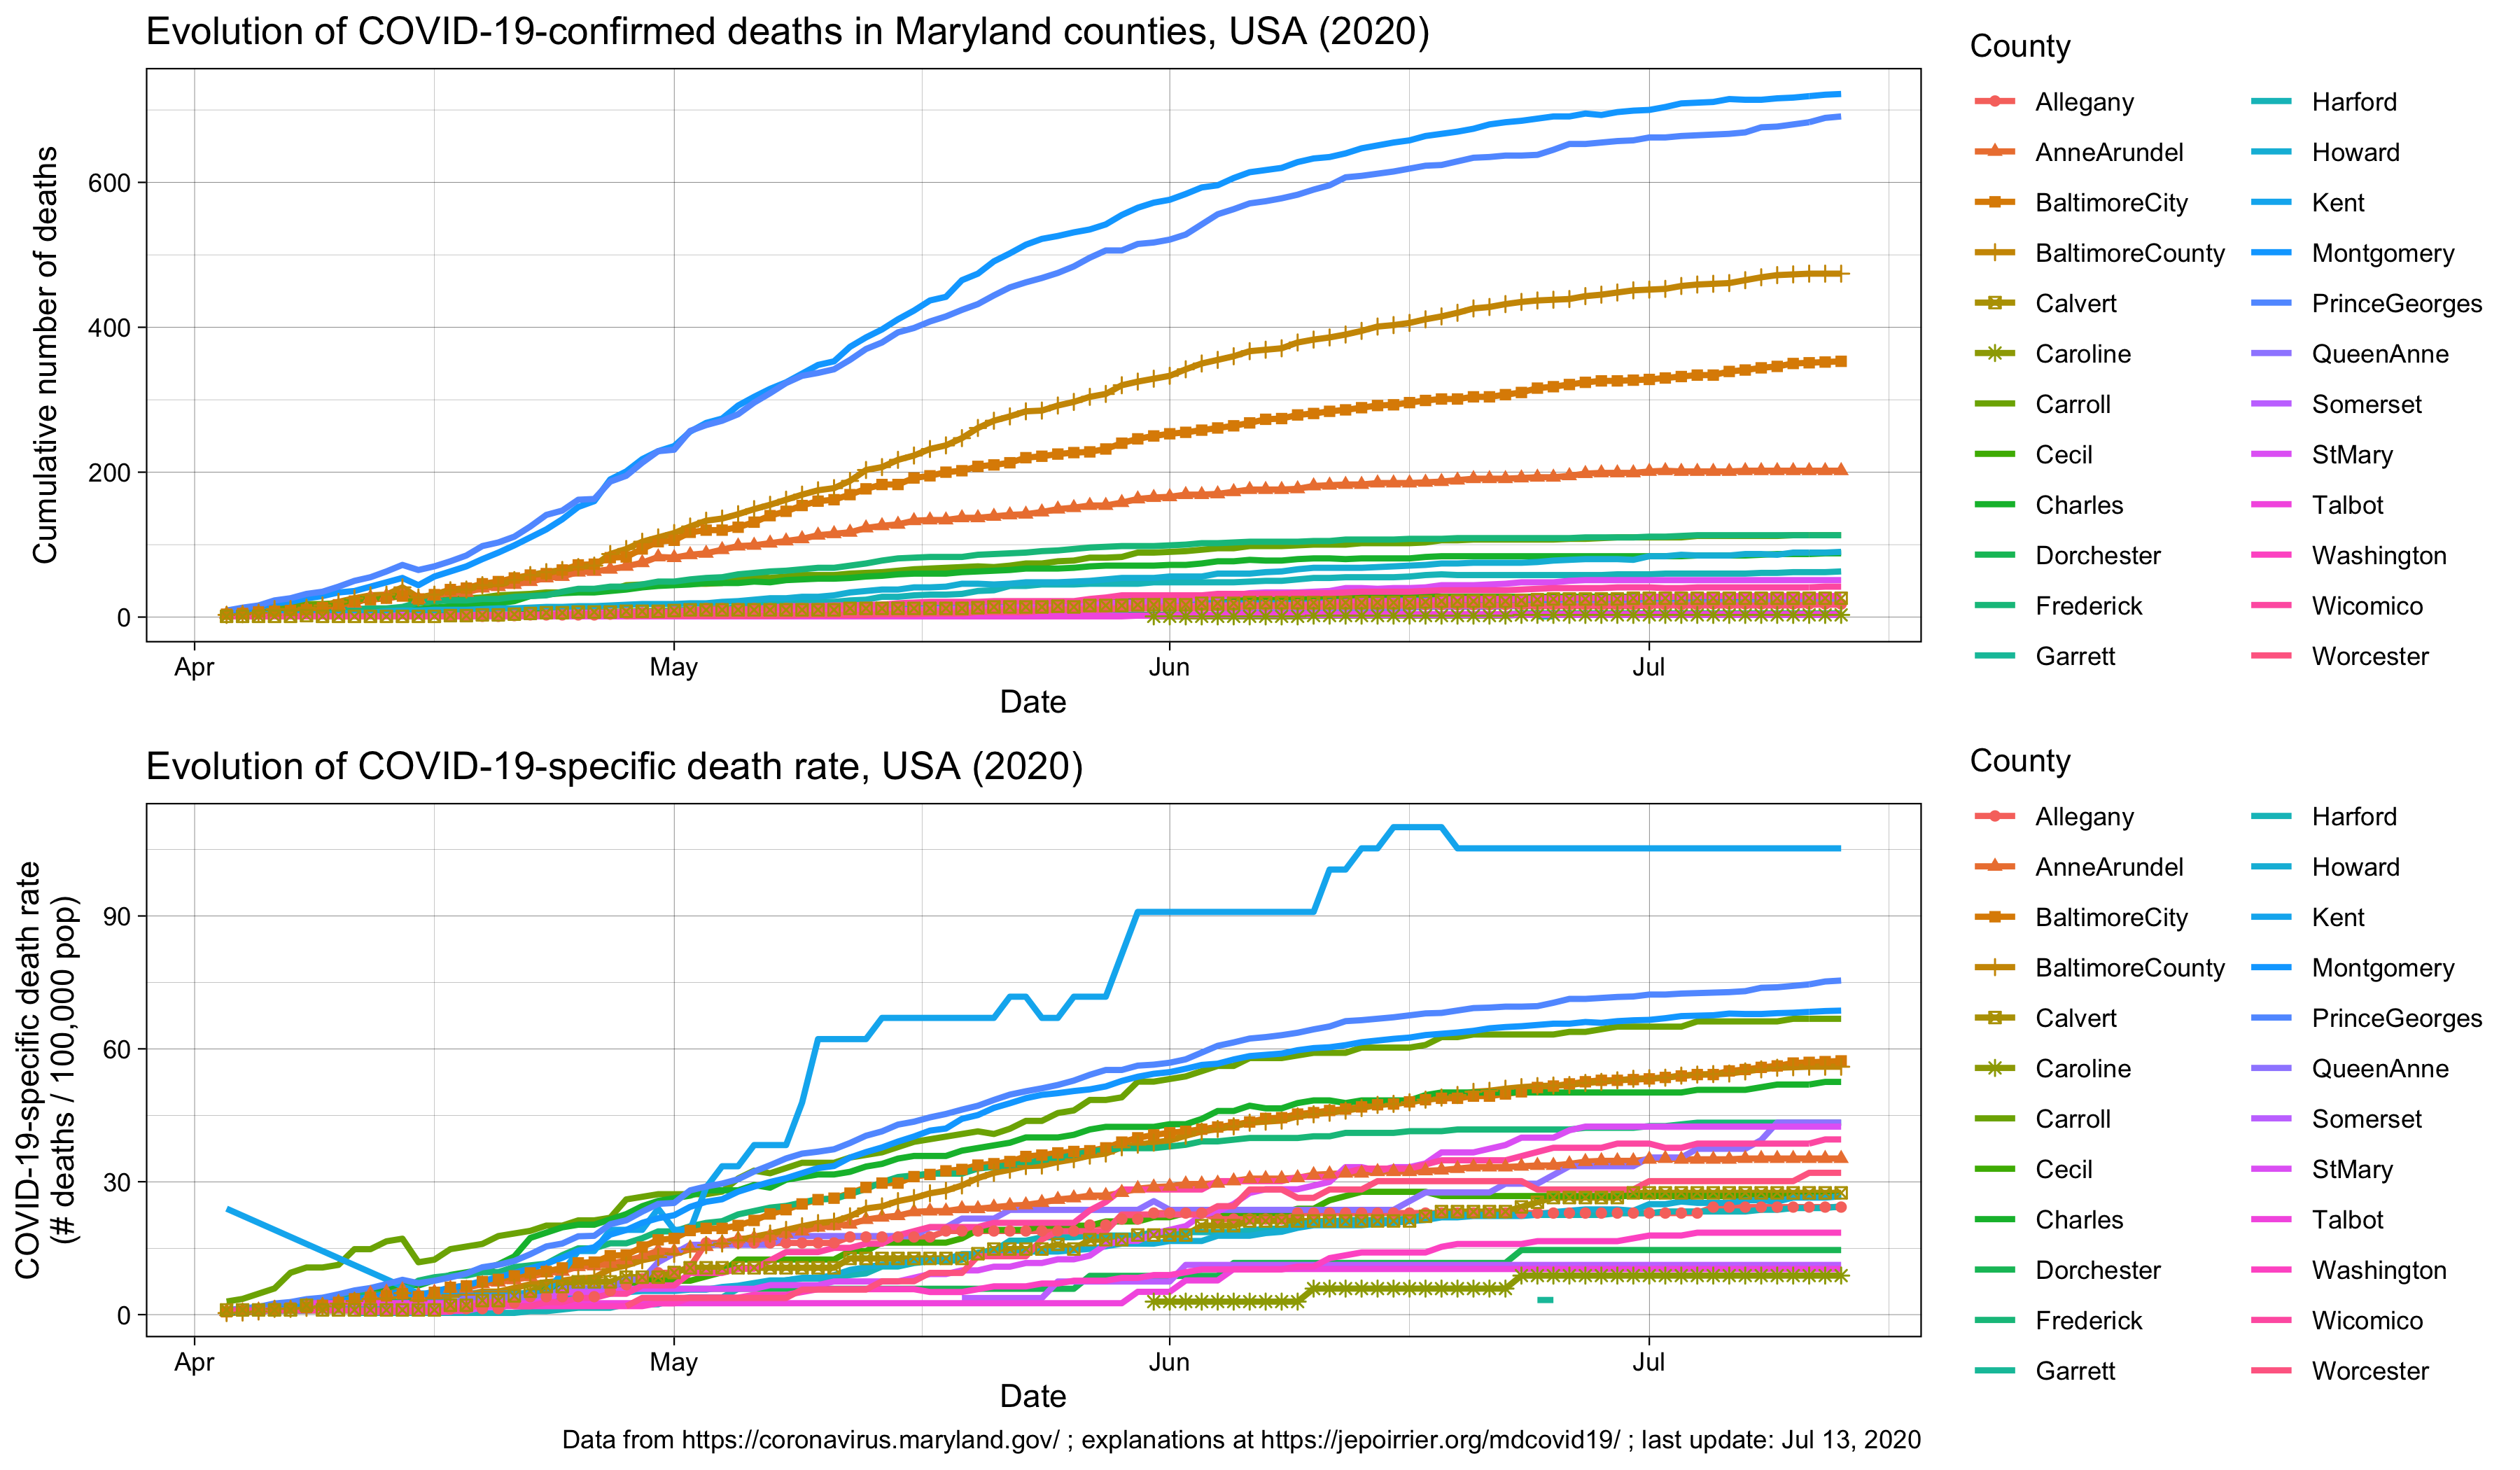 Evolution of COVID-19-confirmed deaths in Maryland counties, USA (2020)
Cumulative number of deaths
600
400
200
0
Apr
May
Jun
Jul
Date
County
Allegany
AnneArundel
BaltimoreCity
BaltimoreCounty
Calvert
Caroline
Carroll
Cecil
Charles
Dorchester
Frederick
Garrett
Harford
Howard
Kent
Montgomery
PrinceGeorges
QueenAnne
Somerset
StMary
Talbot
Washington
Wicomico
Worcester
Evolution of COVID-19-specific death rate, USA (2020)
COVID-19-specific death rate
(# deaths / 100,000 pop)
90
60
30
0
Apr
May
Jun
Jul
Date
County
Allegany
AnneArundel
BaltimoreCity
BaltimoreCounty
Calvert
Caroline
Carroll
Cecil
Charles
Dorchester
Frederick
Garrett
Harford
Howard
Kent
Montgomery
PrinceGeorges
QueenAnne
Somerset
StMary
Talbot
Washington
Wicomico
Worcester
Data from https://coronavirus.maryland.gov/ ; explanations at https://jepoirrier.org/mdcovid19/ ; last update: Jul 13, 2020